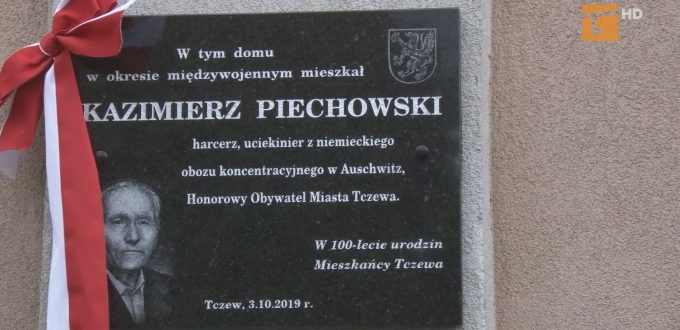 HD
W tym domu
w okresie międzywojennym mieszkał
KAZIMIERZ PIECHOWSKI
harcerz, uciekinier z niemieckiego
obozu koncentracyjnego w Auschwitz,
Honorowy Obywatel Miasta Tczewa.
W 100-lecie urodzin
Mieszkańcy Tczewa
Tczew, 3.10.2019 r.